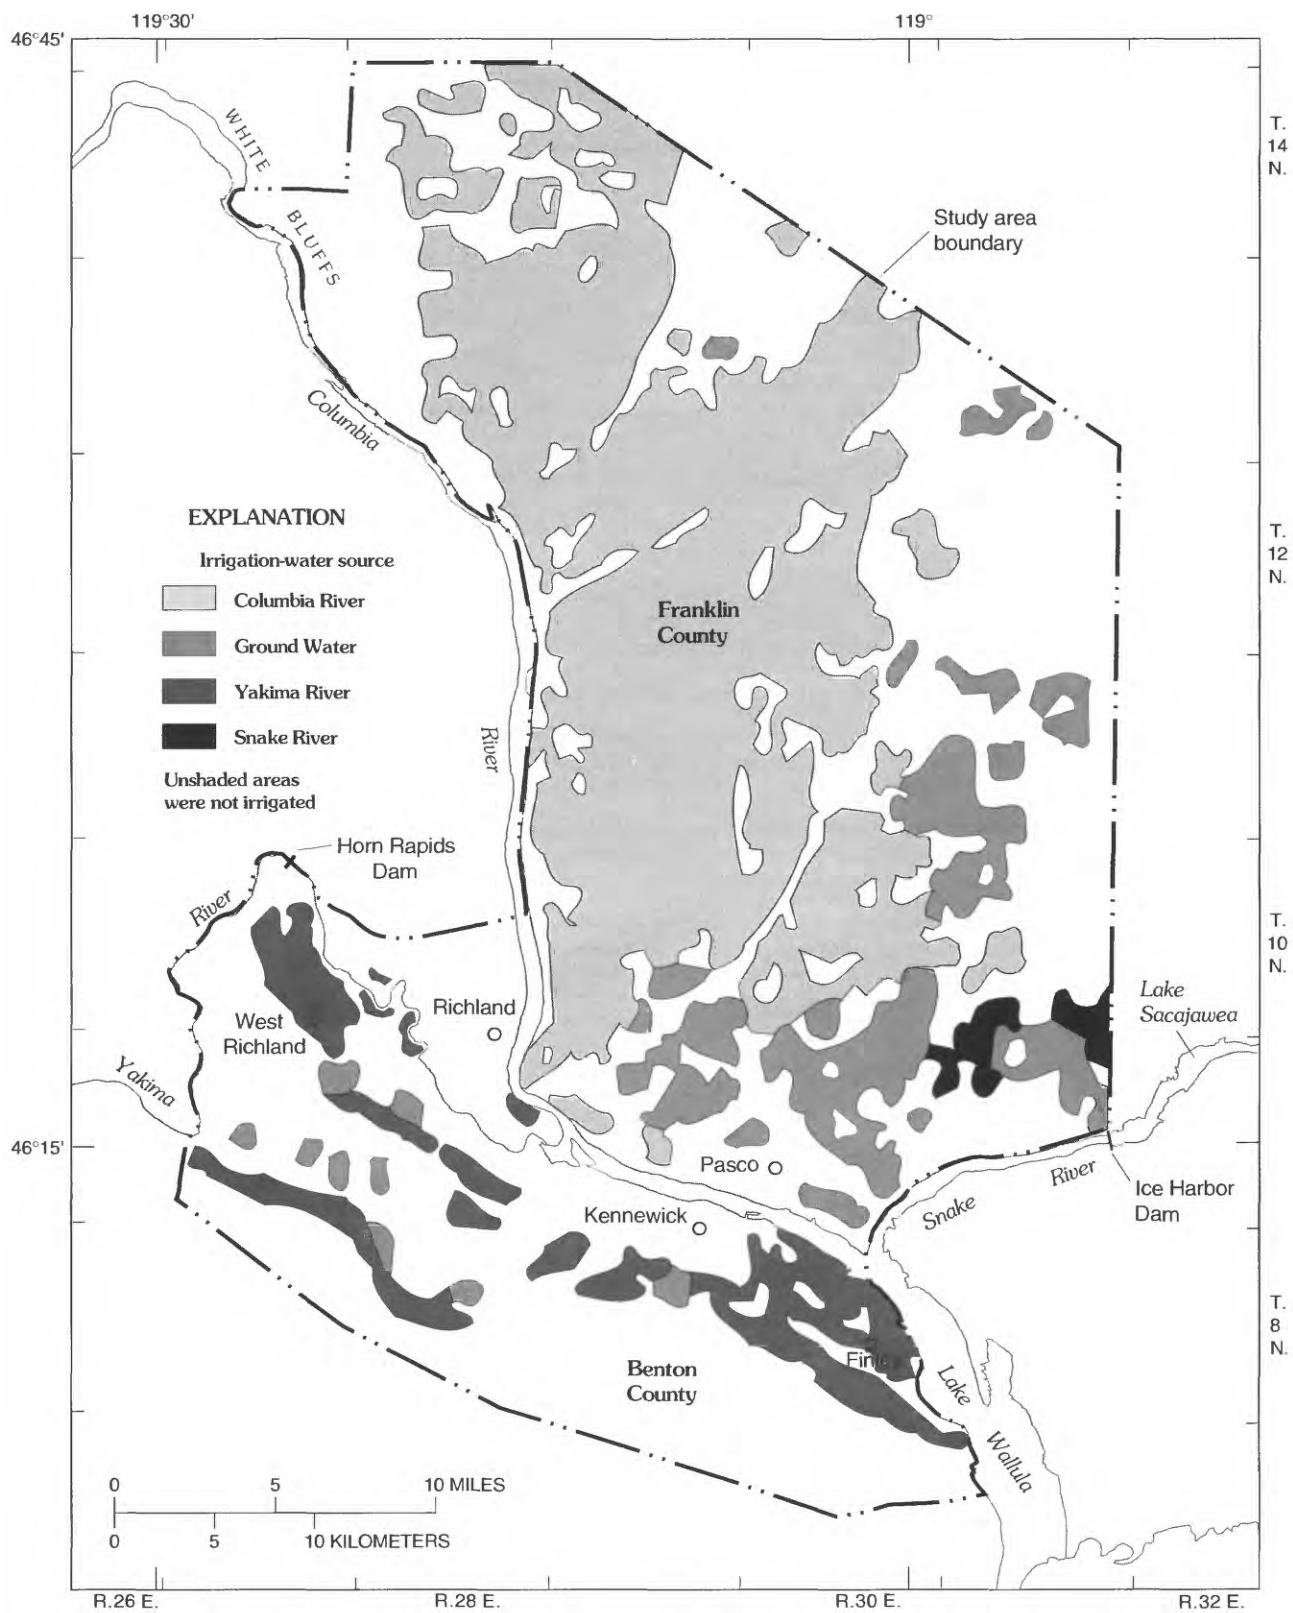 119°30'
119°
46°45'
WHITE
BLUFFS
T.
14
N.
Study area
boundary
Columbia
EXPLANATION
Irrigation-water source
Columbia River
Ground Water
Yakima River
Snake River
Unshaded areas
were not irrigated
T.
12
N.
Franklin
County
River
Horn Rapids
Dam
River
T.
10
N.
Richland
West
Richland
Lake
Sacajawea
Yakima
46°15'
Pasco
River
Snake
Ice Harbor
Dam
Kennewick
T.
8
N.
Benton
County
Lake
Wallula
0 5 10 MILES
0 5 10 KILOMETERS
R.26 E. R.28 E. R.30 E. R.32 E.